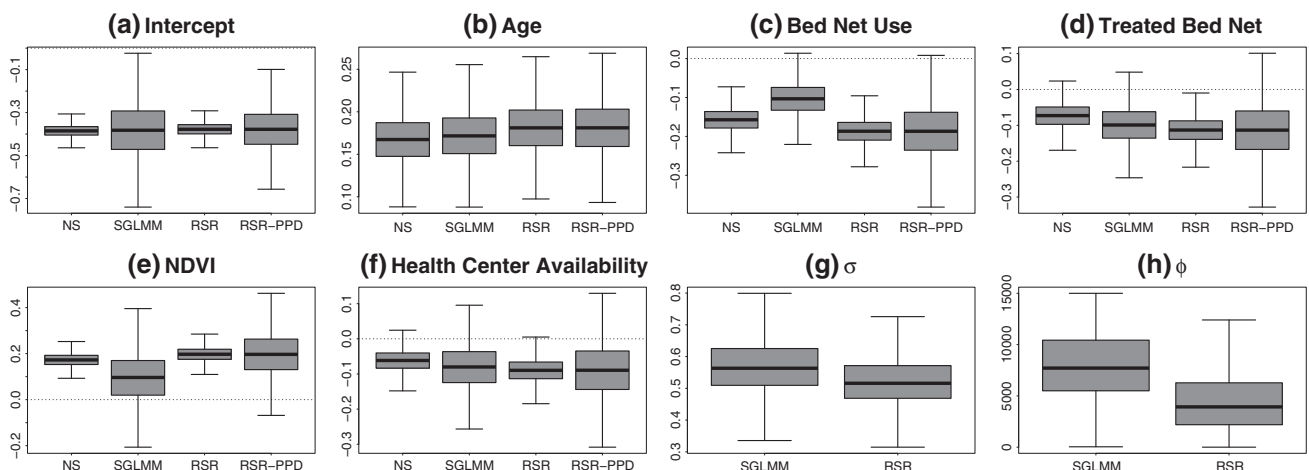 (a) Intercept
-0.1
-0.3
-0.5
-0.7
NS SGLMM RSR RSR-PPD
(b) Age
0.25
0.20
0.15
0.10
NS SGLMM RSR RSR-PPD
(c) Bed Net Use
0.0
-0.1
-0.2
-0.3
NS SGLMM RSR RSR-PPD
(d) Treated Bed Net
0.1
0.0
-0.1
-0.2
-0.3
NS SGLMM RSR RSR-PPD
(e) NDVI
0.4
0.2
0.0
-0.2
NS SGLMM RSR RSR-PPD
(f) Health Center Availability
0.1
0.0
-0.1
-0.2
-0.3
NS SGLMM RSR RSR-PPD
(g) σ
0.8
0.7
0.6
0.5
0.4
0.3
SGLMM RSR
(h) ϕ
15000
10000
5000
0
SGLMM RSR